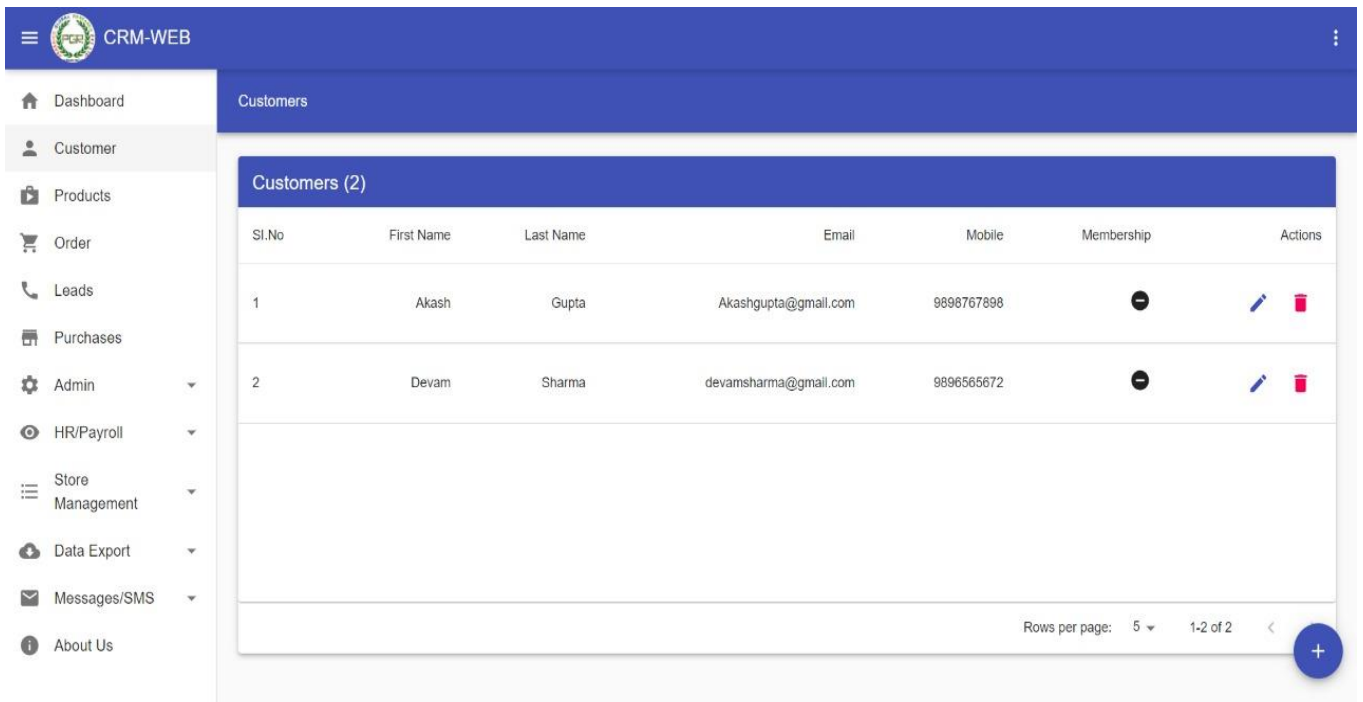 PGR CRM-WEB
Dashboard
Customer
Products
Order
Leads
Purchases
Admin
HR/Payroll
Store
Management
Data Export
Messages/SMS
About Us
Customers
Customers (2)
Sl.No First Name Last Name Email Mobile Membership Actions
1 Akash Gupta Akashgupta@gmail.com 9898767898
2 Devam Sharma devamsharma@gmail.com 9896565672
Rows per page: 5 1-2 of 2